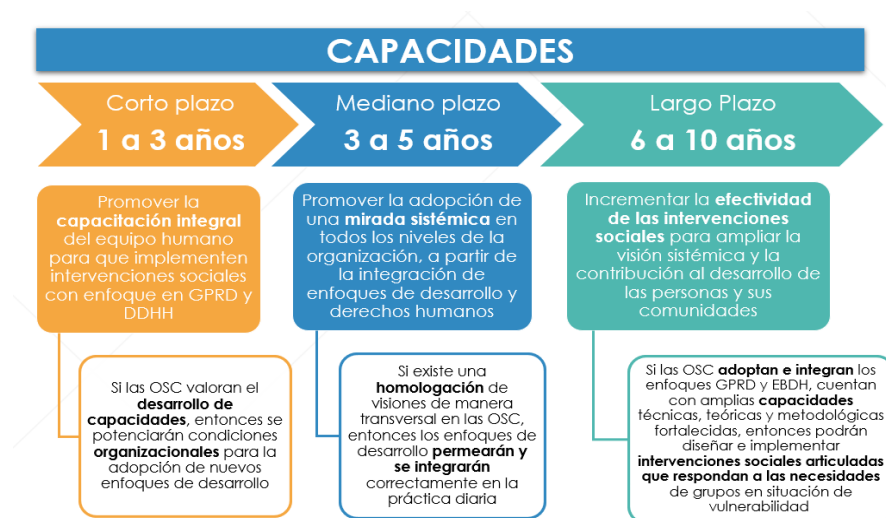 CAPACIDADES
Corto plazo
1 a 3 años
Mediano plazo
3 a 5 años
Largo Plazo
6 a 10 años
Promover la
capacitación integral
del equipo humano
para que implementen
intervenciones sociales
con enfoque en GPRD y
DDHH
Promover la adopción de
una mirada sistémica en
todos los niveles de la
organización, a partir de
la integración de
enfoques de desarrollo y
derechos humanos
Incrementar la efectividad
de las intervenciones
sociales para ampliar la
visión sistémica y la
contribución al desarrollo de
las personas y sus
comunidades
Si las OSC valoran el
desarrollo de
capacidades, entonces se
potenciarán condiciones
organizacionales para la
adopción de nuevos
enfoques de desarrollo
Si existe una
homologación de
visiones de manera
transversal en las OSC,
entonces los enfoques de
desarrollo permearán y
se integrarán
correctamente en la
práctica diaria
Si las OSC adoptan e integran los
enfoques GPRD y EBDH, cuentan
con amplias capacidades
técnicas, teóricas y metodológicas
fortalecidas, entonces podrán
diseñar e implementar
intervenciones sociales articuladas
que respondan a las necesidades
de grupos en situación de
vulnerabilidad